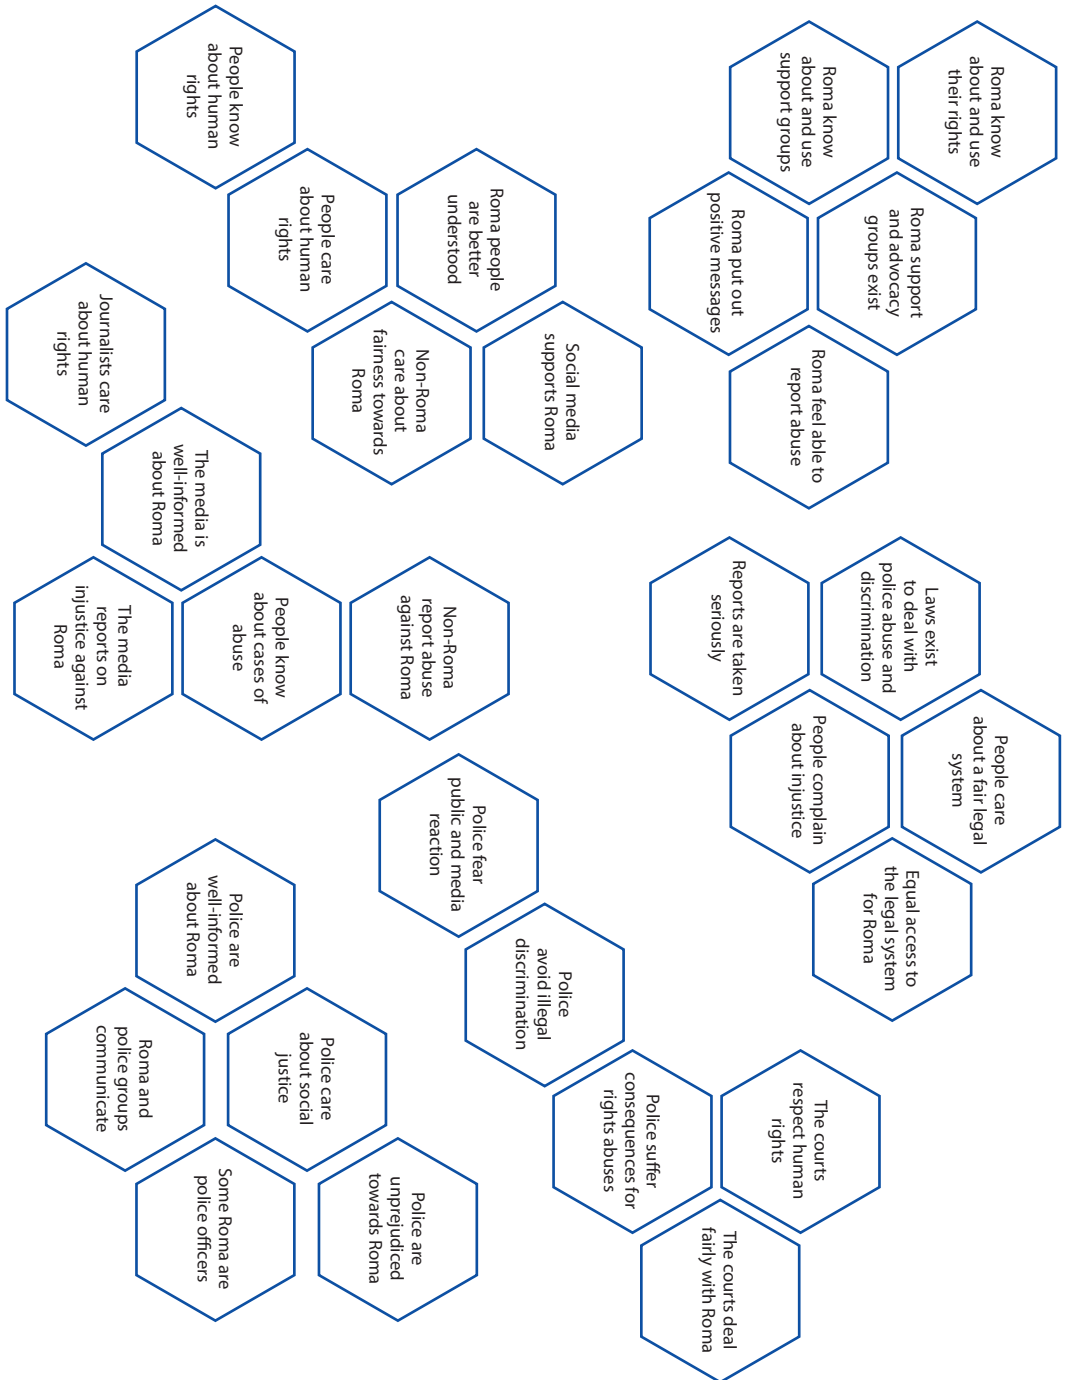 Roma know
about and use
their rights
Roma know
about and use
support groups
Roma support
and advocacy
groups exist
Roma put out
positive messages
Roma feel able to
report abuse
Laws exist
to deal with
police abuse and
discrimination
Reports are taken
seriously
People care
about a fair legal
system
People complain
about injustice
Equal access to
the legal system
for Roma
The courts
respect human
rights
The courts deal
fairly with Roma
Police suffer
consequences for
rights abuses
Police
avoid illegal
discrimination
Police fear
public and media
reaction
Social media
supports Roma
Roma people
are better
understood
Non-Roma
care about
fairness towards
Roma
People care
about human
rights
People know
about human
rights
Non-Roma
report abuse
against Roma
People know
about cases of
abuse
The media is
well-informed
about Roma
The media
reports on
injustice against
Roma
Journalists care
about human
rights
Police are
unprejudiced
towards Roma
Police care
about social
justice
Police are
well-informed
about Roma
Some Roma are
police officers
Roma and
police groups
communicate